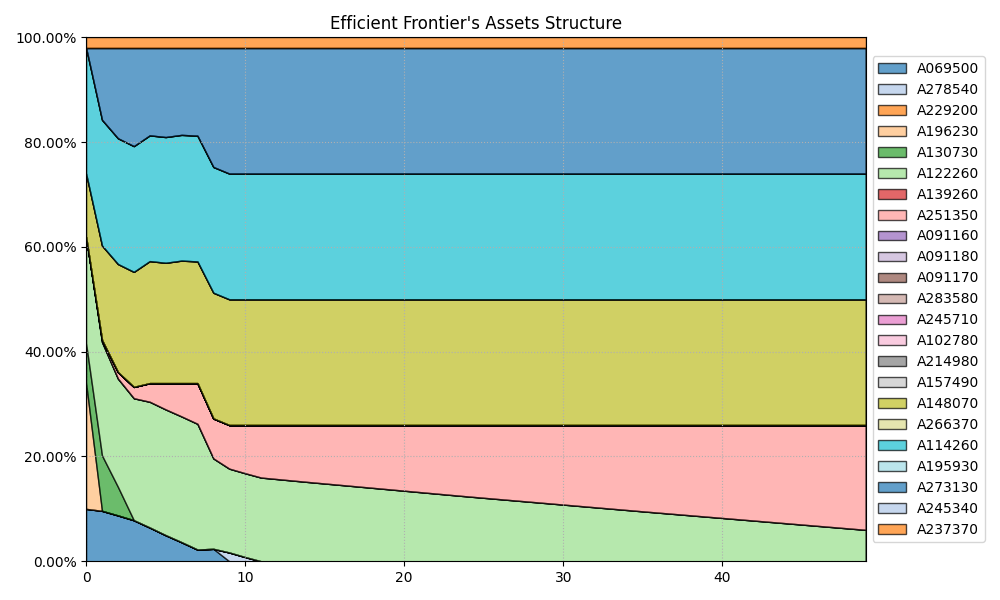 Efficient Frontier's Assets Structure
100.00%
80.00%
60.00%
40.00%
20.00%
0.00%
0
10
20
30
40
A069500
A278540
A229200
A196230
A130730
A122260
A139260
A251350
A091160
A091180
A091170
A283580
A245710
A102780
A214980
A157490
A148070
A266370
A114260
A195930
A273130
A245340
A237370